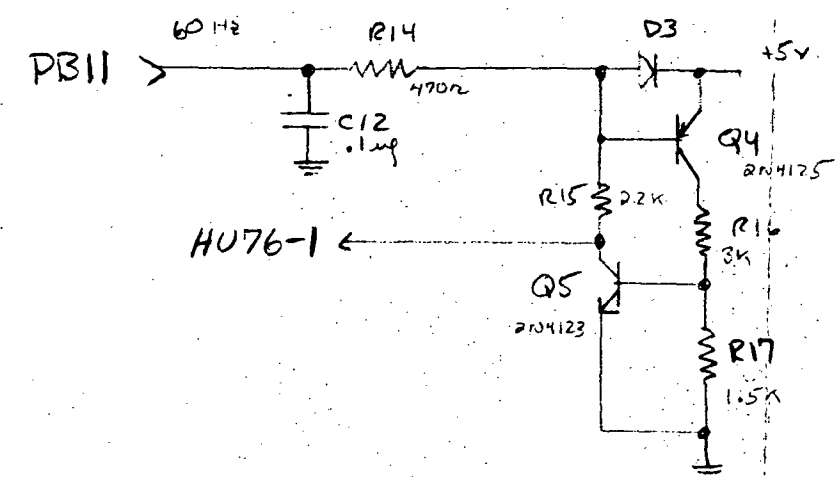 60 Hz
R14
D3
+5v
PB11
470Ω
C12
.1uf
Q4
2N4125
R15
2.2K
R16
3K
HU76-1
Q5
2N4123
R17
1.5K